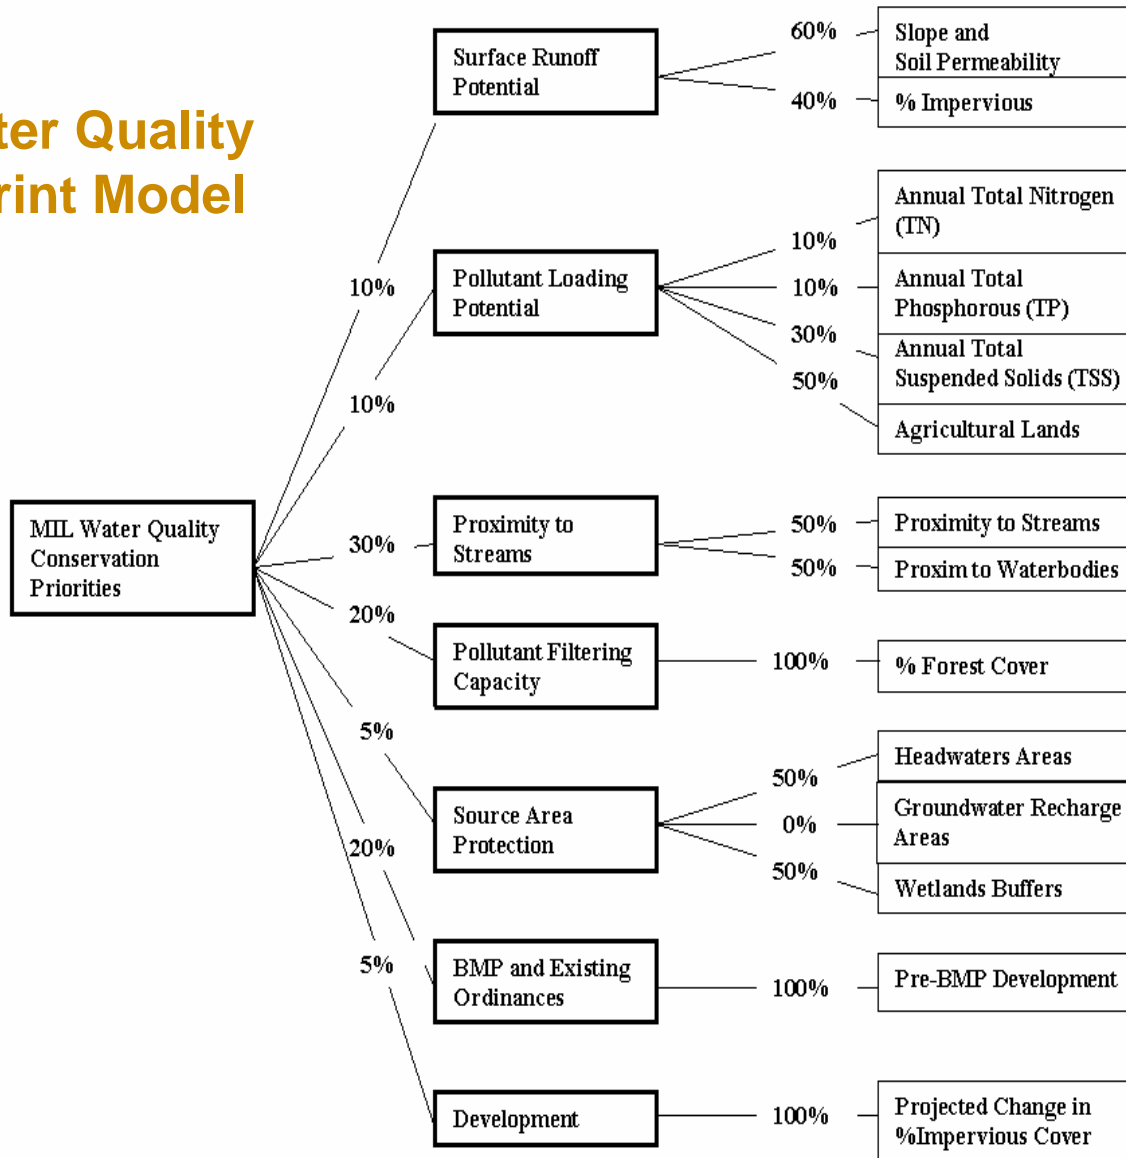 ter Quality
rint Model
MIL Water Quality
Conservation
Priorities
10%
10%
30%
20%
5%
20%
5%
Surface Runoff
Potential
60%
Slope and
Soil Permeability
40%
% Impervious
Pollutant Loading
Potential
10%
Annual Total Nitrogen
(TN)
10%
Annual Total
Phosphorous (TP)
30%
Annual Total
Suspended Solids (TSS)
50%
Agricultural Lands
Proximity to
Streams
50%
Proximity to Streams
50%
Proxim to Waterbodies
Pollutant Filtering
Capacity
100%
% Forest Cover
Source Area
Protection
50%
Headwaters Areas
0%
Groundwater Recharge
Areas
50%
Wetlands Buffers
BMP and Existing
Ordinances
100%
Pre-BMP Development
Development
100%
Projected Change in
%Impervious Cover